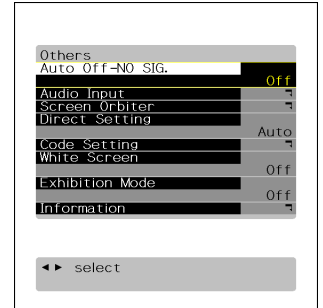 Others
Auto Off-NO SIG.
Off
Audio Input
Screen Orbiter
Direct Setting
Auto
Code Setting
White Screen
Off
Exhibition Mode
Off
Information
◄► select